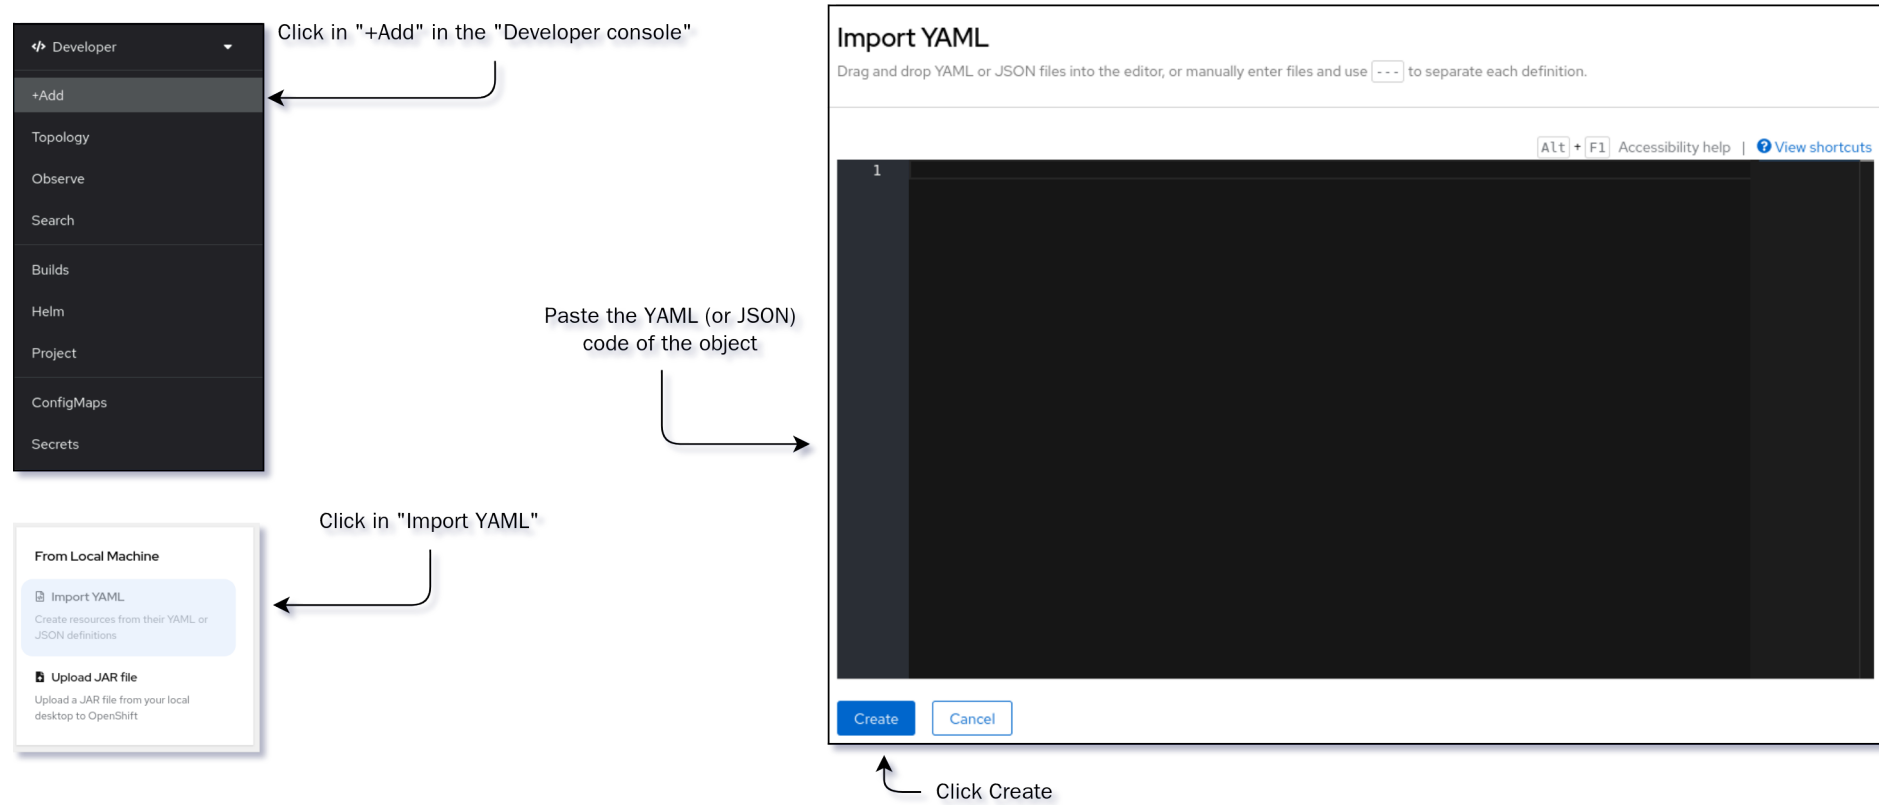 Developer
+Add
Topology
Observe
Search
Builds
Helm
Project
ConfigMaps
Secrets
Click in "+Add" in the "Developer console"
From Local Machine
Import YAML
Create resources from their YAML or
JSON definitions
Upload JAR file
Upload a JAR file from your local
desktop to OpenShift
Click in "Import YAML"
Paste the YAML (or JSON)
code of the object
Import YAML
Drag and drop YAML or JSON files into the editor, or manually enter files and use --- to separate each definition.
Alt + F1 Accessibility help | View shortcuts
1
Create Cancel
Click Create